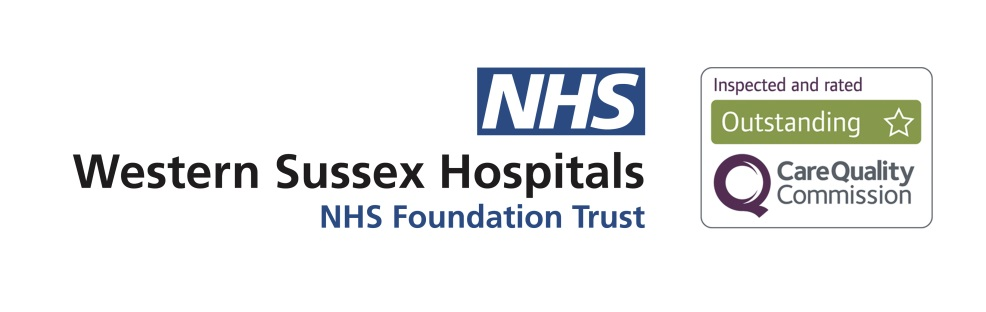 NHS
Western Sussex Hospitals
NHS Foundation Trust
Inspected and rated
Outstanding
CareQuality
Commission